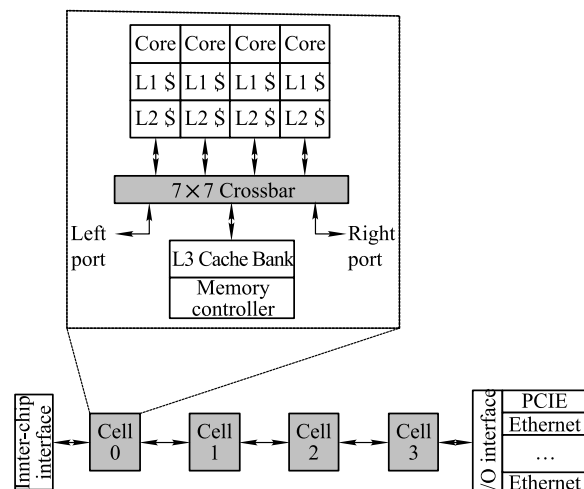 Core Core Core Core
L1 $ L1 $ L1 $ L1 $
L2 $ L2 $ L2 $ L2 $
7×7 Crossbar
Left
port
Right
port
L3 Cache Bank
Memory
controller
Innter-chip
interface
Cell
0
Cell
1
Cell
2
Cell
3
/O interface
PCIE
Ethernet
…
Ethernet